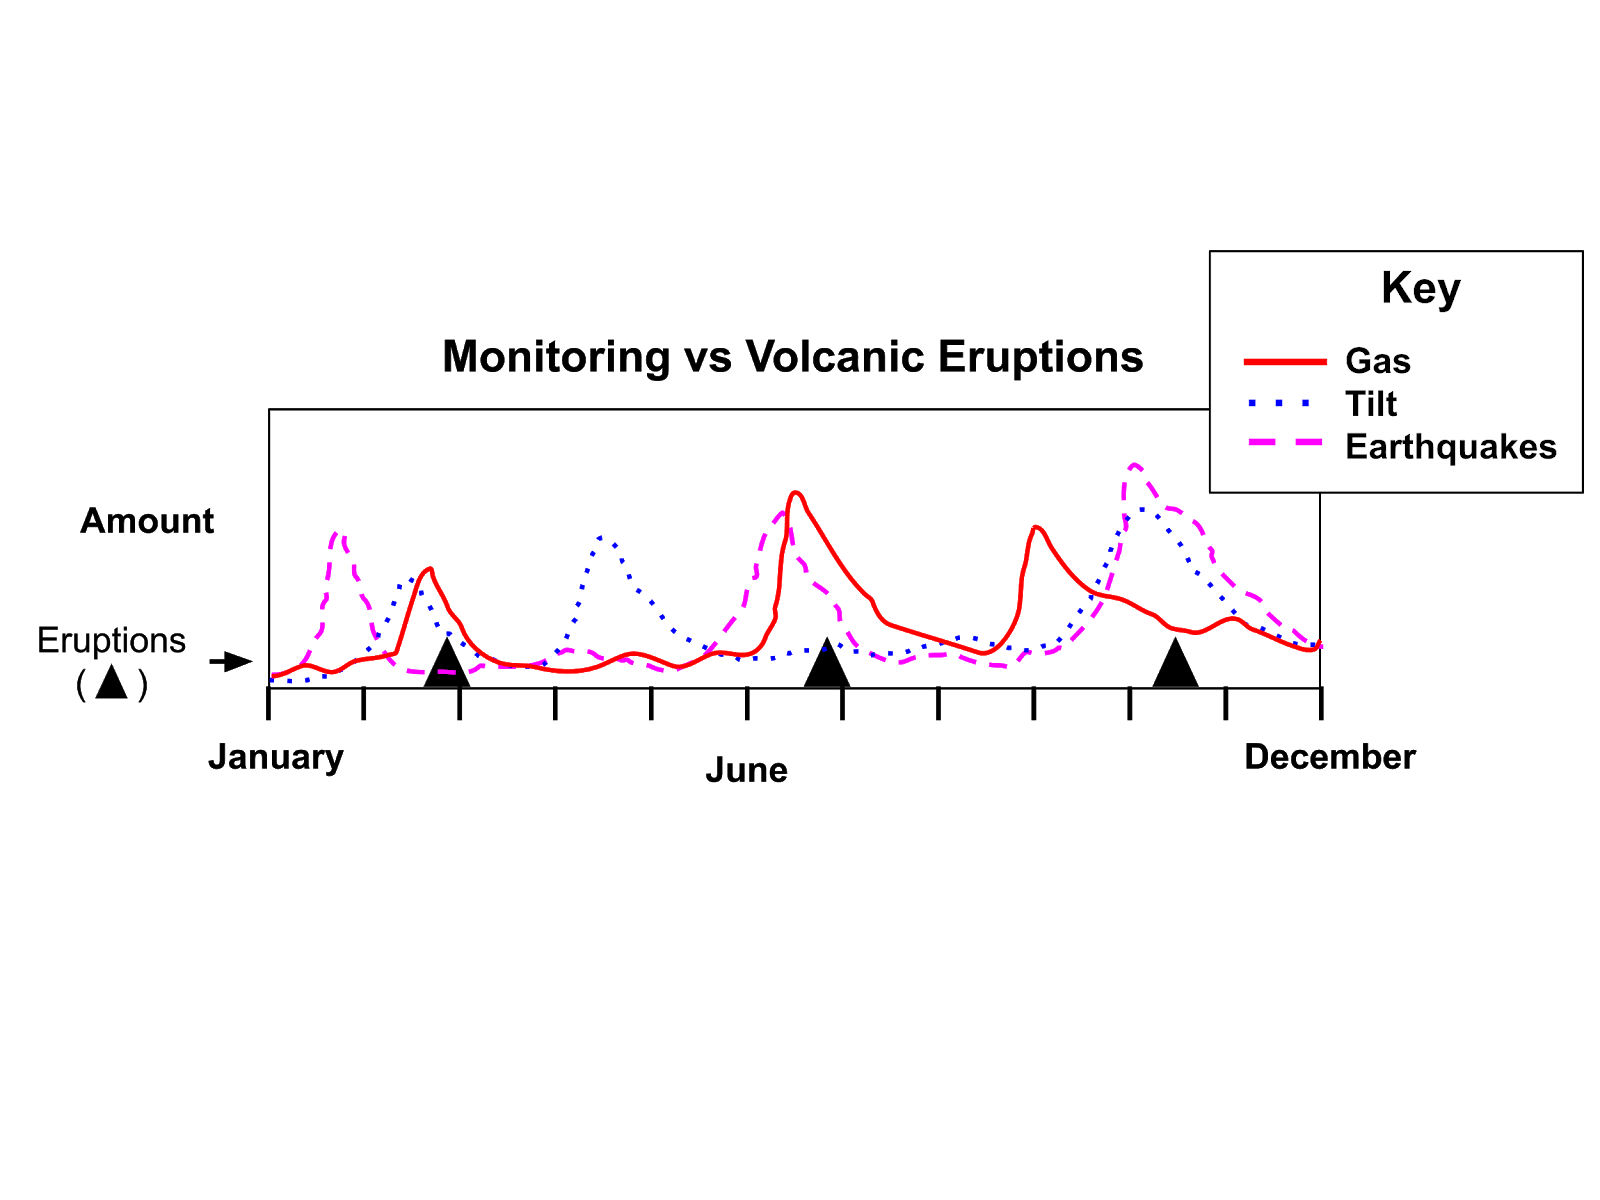 Key
Gas
Tilt
Earthquakes
Monitoring vs Volcanic Eruptions
Amount
Eruptions
(▲)
January
June
December